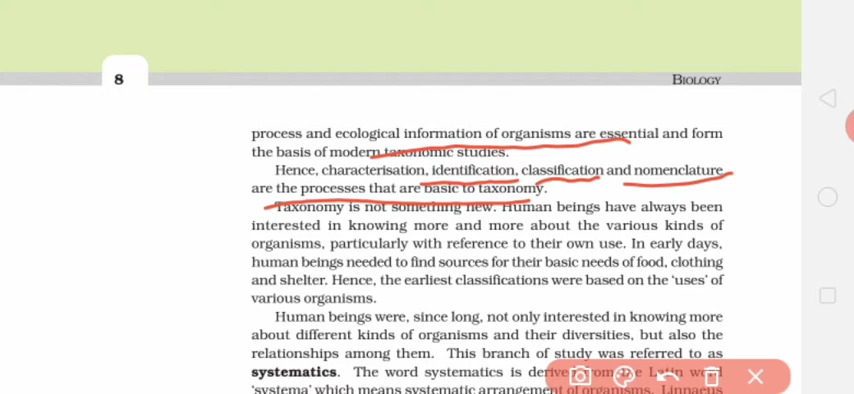 8
BIOLOGY
process and ecological information of organisms are essential and form
the basis of modern taxonomic studies.
Hence, characterisation, identification, classification and nomenclature
are the processes that are basic to taxonomy.
Taxonomy is not something new. Human beings have always been
interested in knowing more and more about the various kinds of
organisms, particularly with reference to their own use. In early days,
human beings needed to find sources for their basic needs of food, clothing
and shelter. Hence, the earliest classifications were based on the ‘uses’ of
various organisms.
Human beings were, since long, not only interested in knowing more
about different kinds of organisms and their diversities, but also the
relationships among them. This branch of study was referred to as
systematics. The word systematics is derived from the Latin word
‘systema’ which means systematic arrangement of organisms. Linnaeus